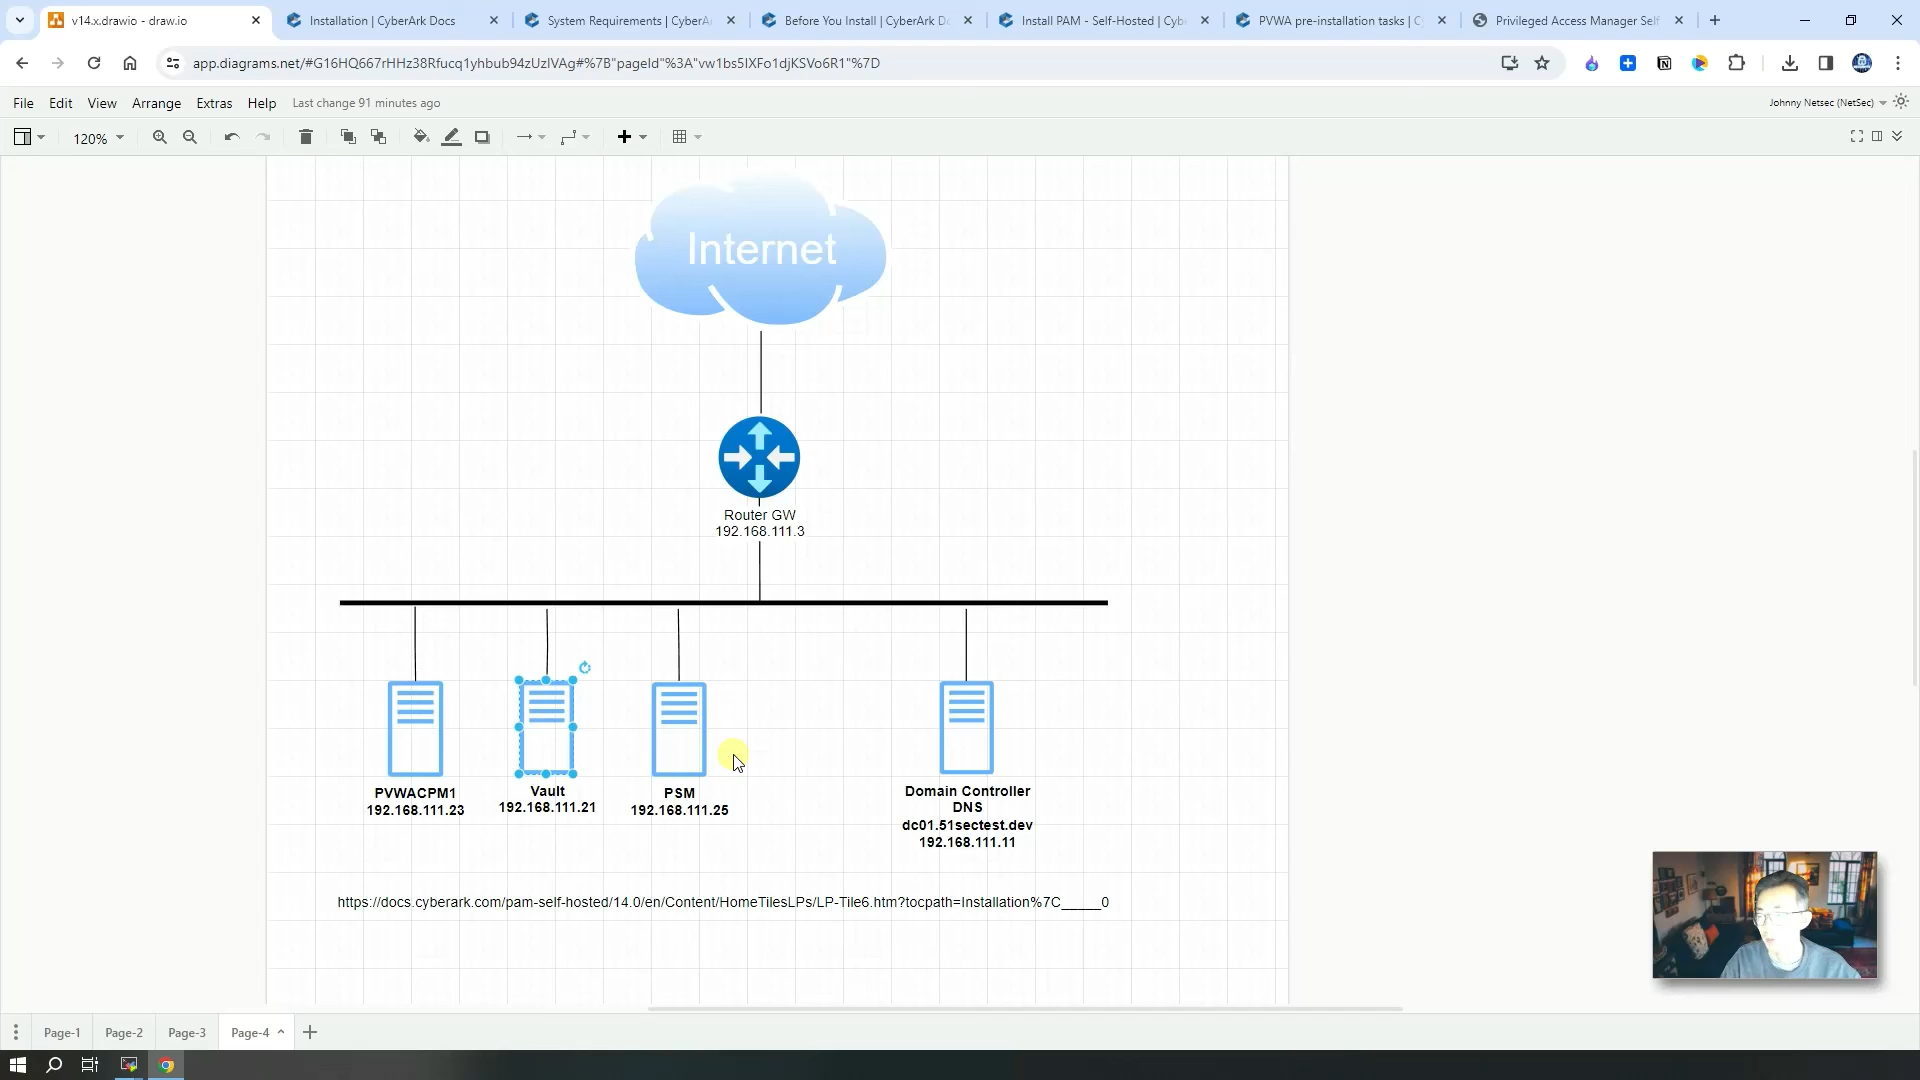 v14.x.drawio - draw.io
Installation | CyberArk Docs
System Requirements | CyberA
Before You Install | CyberArk D
Install PAM - Self-Hosted | Cyb
PVWA pre-installation tasks | C
Privileged Access Manager Self
app.diagrams.net/#G16HQ667rHHz38Rfucq1yhbub94zUzIVAg#%7B"pageId"%3A"vw1bs5IXFo1djKSVo6R1"%7D
File Edit View Arrange Extras Help Last change 91 minutes ago
Johnny Netsec (NetSec)
120%
Internet
Router GW
192.168.111.3
PVWACPM1
192.168.111.23
Vault
192.168.111.21
PSM
192.168.111.25
Domain Controller
DNS
dc01.51sectest.dev
192.168.111.11
https://docs.cyberark.com/pam-self-hosted/14.0/en/Content/HomeTilesLPs/LP-Tile6.htm?tocpath=Installation%7C_____0
Page-1 Page-2 Page-3 Page-4